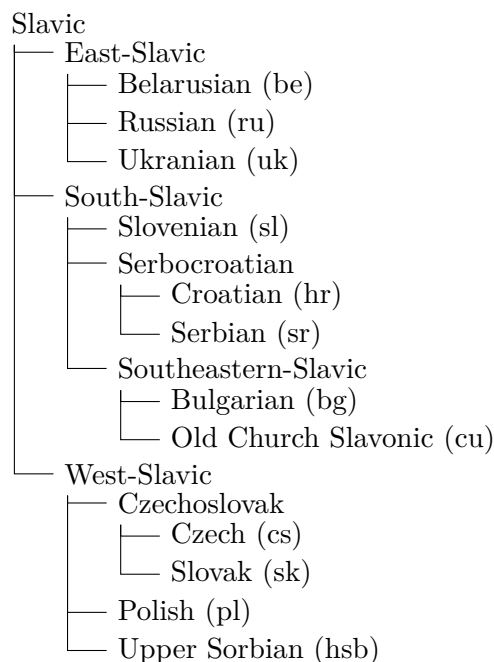 Slavic
East-Slavic
Belarusian (be)
Russian (ru)
Ukranian (uk)
South-Slavic
Slovenian (sl)
Serbocroatian
Croatian (hr)
Serbian (sr)
Southeastern-Slavic
Bulgarian (bg)
Old Church Slavonic (cu)
West-Slavic
Czechoslovak
Czech (cs)
Slovak (sk)
Polish (pl)
Upper Sorbian (hsb)